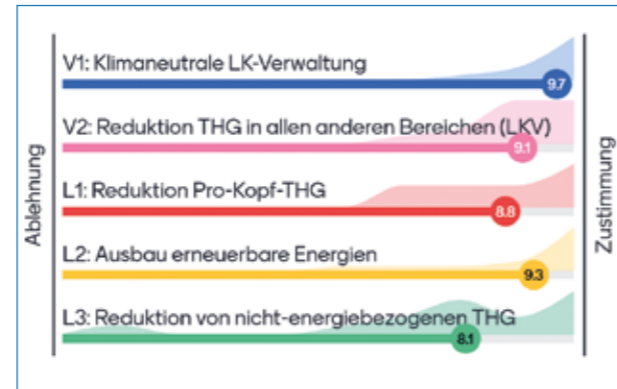 Ablehnung
V1: Klimaneutrale LK-Verwaltung
9.7
V2: Reduktion THG in allen anderen Bereichen (LKV)
9.1
L1: Reduktion Pro-Kopf-THG
8.8
L2: Ausbau erneuerbare Energien
9.3
L3: Reduktion von nicht-energiebezogenen THG
8.1
Zustimmung